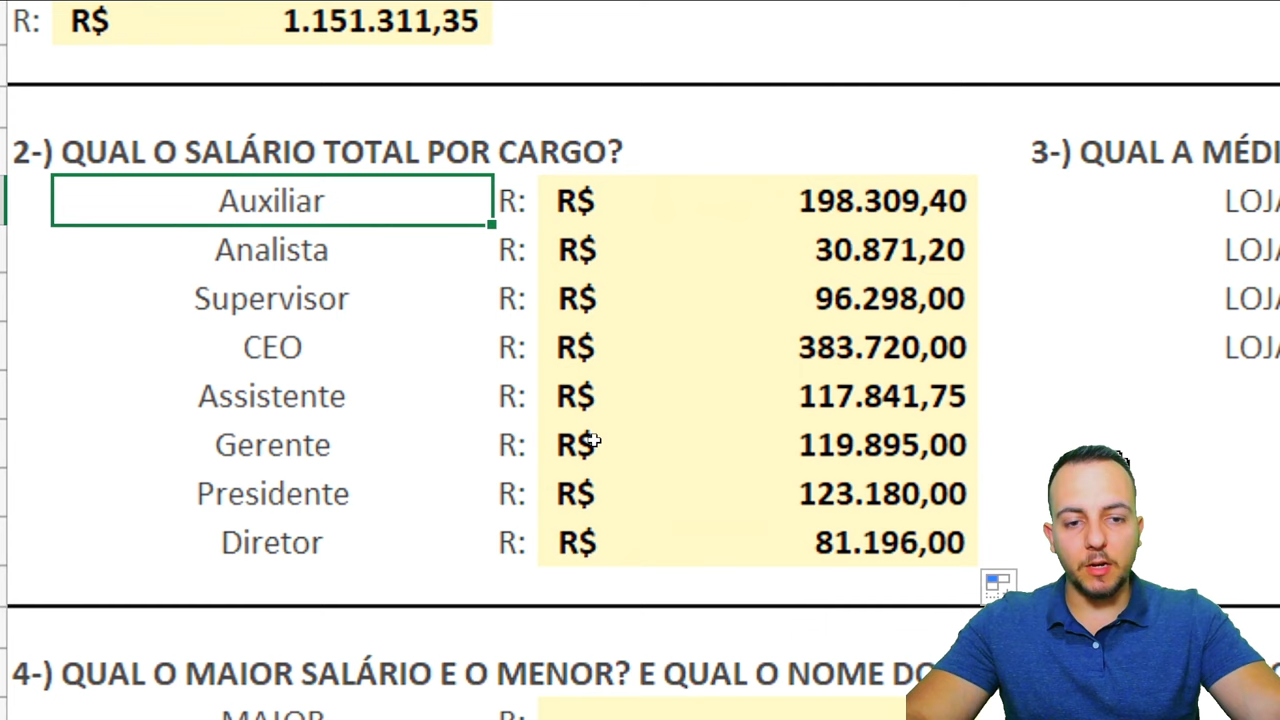 R: R$ 1.151.311,35
2-) QUAL O SALÁRIO TOTAL POR CARGO?
Auxiliar R: R$ 198.309,40
Analista R: R$ 30.871,20
Supervisor R: R$ 96.298,00
CEO R: R$ 383.720,00
Assistente R: R$ 117.841,75
Gerente R: R$ 119.895,00
Presidente R: R$ 123.180,00
Diretor R: R$ 81.196,00
3-) QUAL A MÉDI
LOJA
LOJA
LOJA
LOJA
4-) QUAL O MAIOR SALÁRIO E O MENOR? E QUAL O NOME DO
MAIOR R: